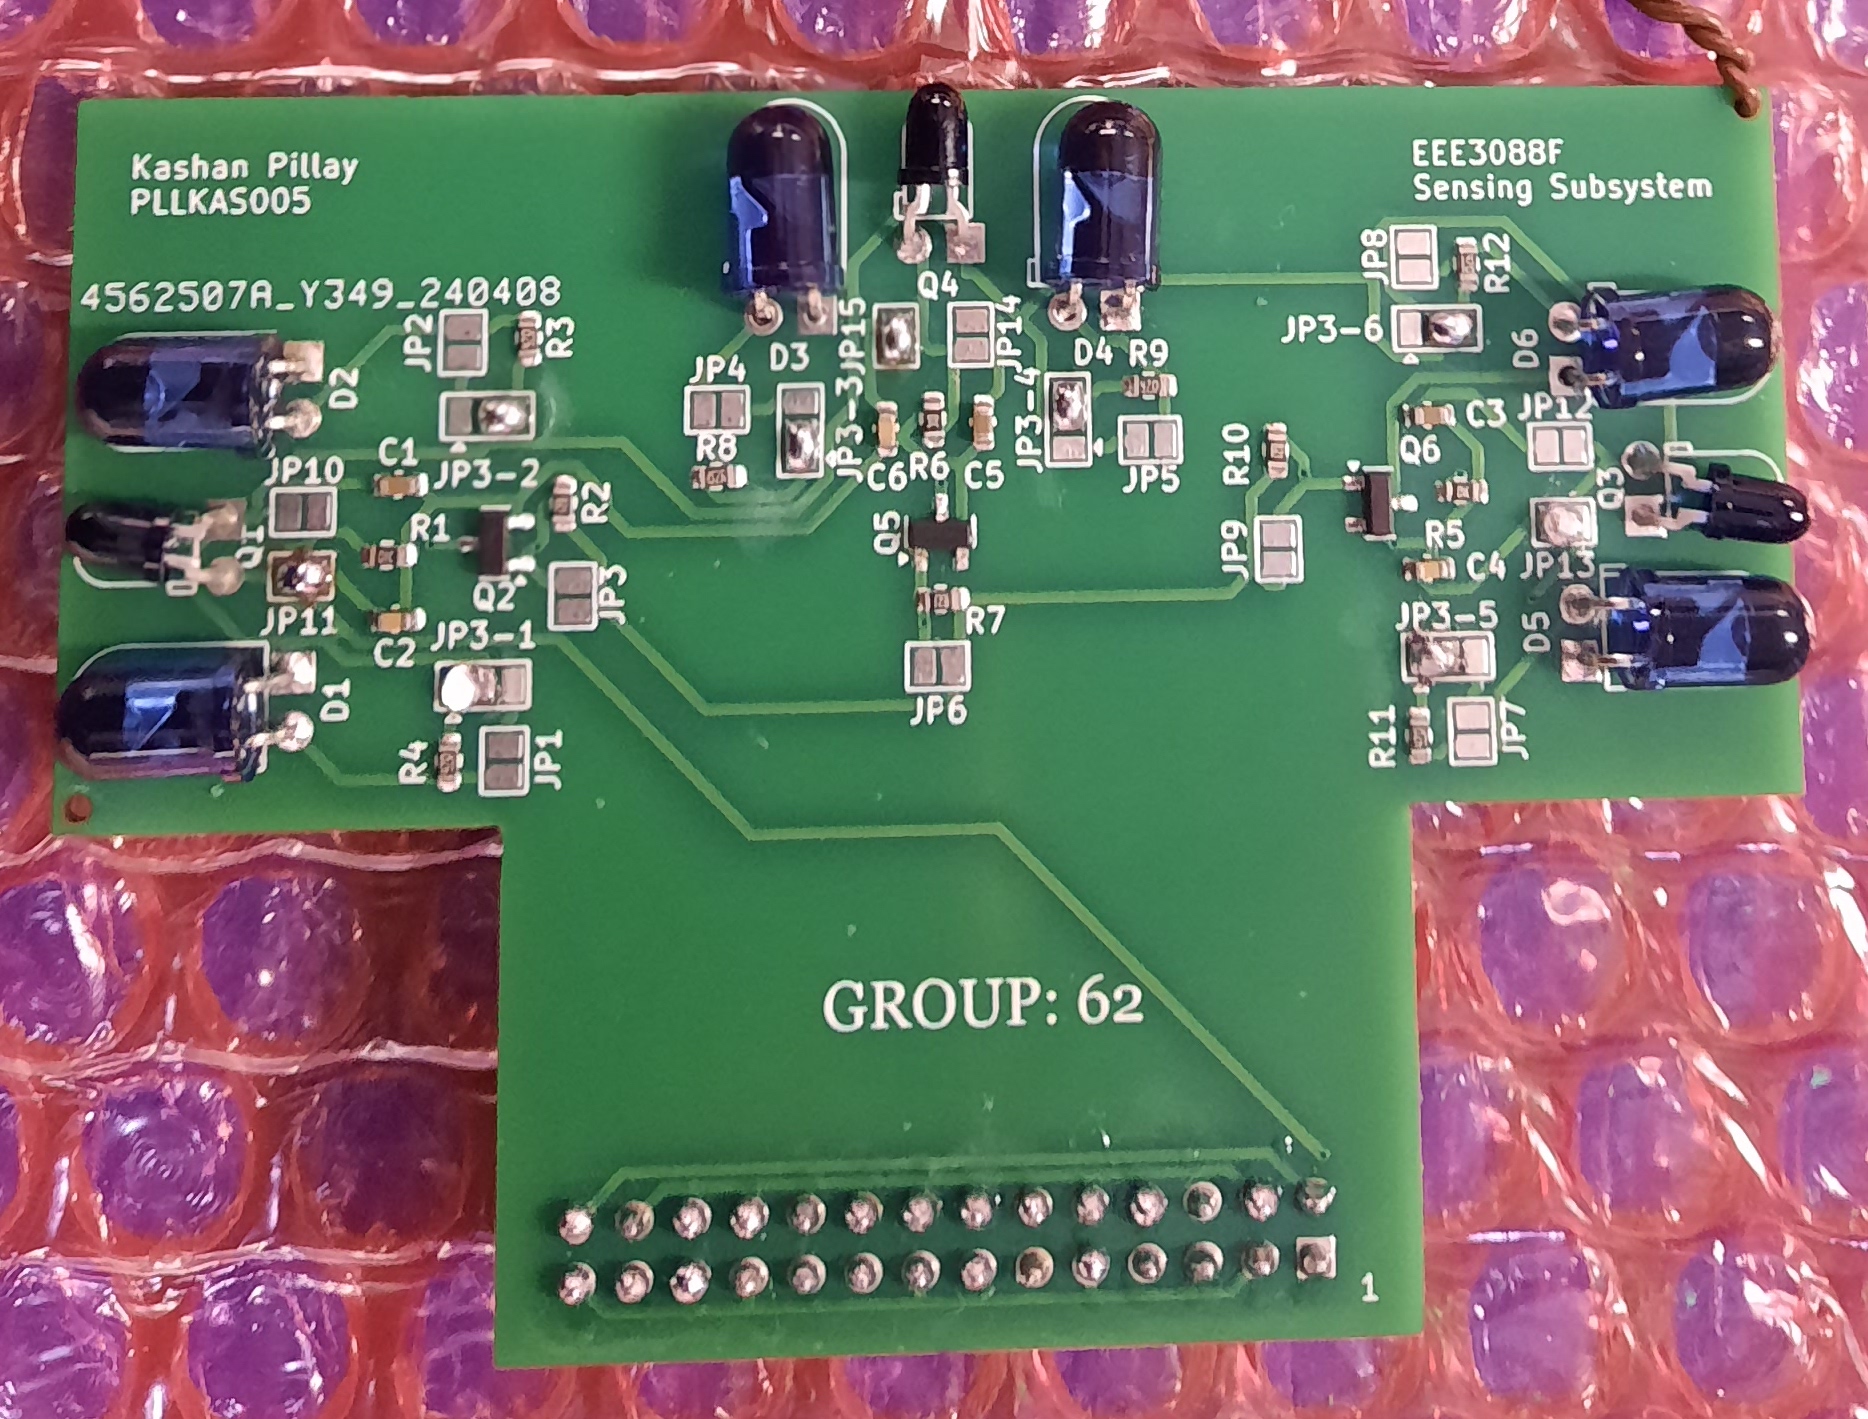 Kashan Pillay
PLLKAS005
EEE3088F
Sensing Subsystem
4562507A_Y349_240408
JP2
R3
D2
JP10
C1
JP3-2
Q1
R1
R2
Q2
JP3
JP11
C2
JP3-1
D1
R4
JP1
JP4
D3
JP15
Q4
JP14
D4
R9
JP3-3
JP3-4
R8
C6
R6
C5
JP5
Q5
R7
JP6
JP8
R12
JP3-6
D6
JP12
C3
R10
Q6
Q3
JP9
R5
C4
JP13
JP3-5
D5
R11
JP7
GROUP: 62
1